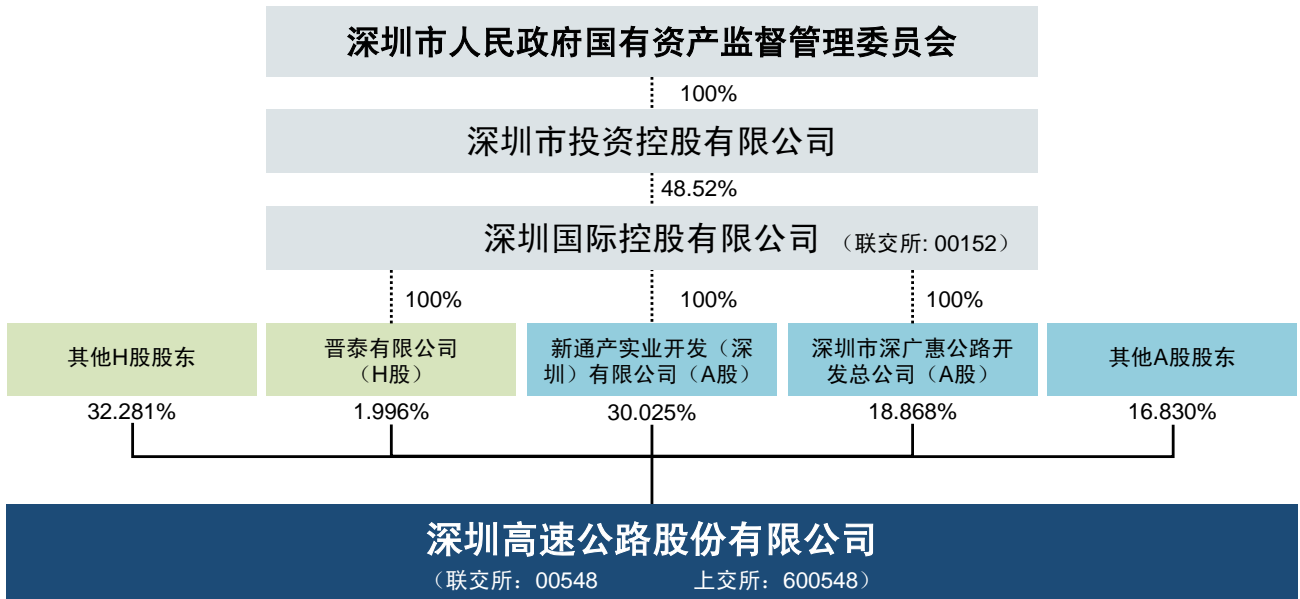 深圳市人民政府国有资产监督管理委员会
100%
深圳市投资控股有限公司
48.52%
深圳国际控股有限公司 （联交所: 00152）
100% 100% 100%
其他H股股东
晋泰有限公司
（H股）
新通产实业开发（深
圳）有限公司（A股）
深圳市深广惠公路开
发总公司（A股）
其他A股股东
32.281% 1.996% 30.025% 18.868% 16.830%
深圳高速公路股份有限公司
（联交所：00548 上交所：600548）